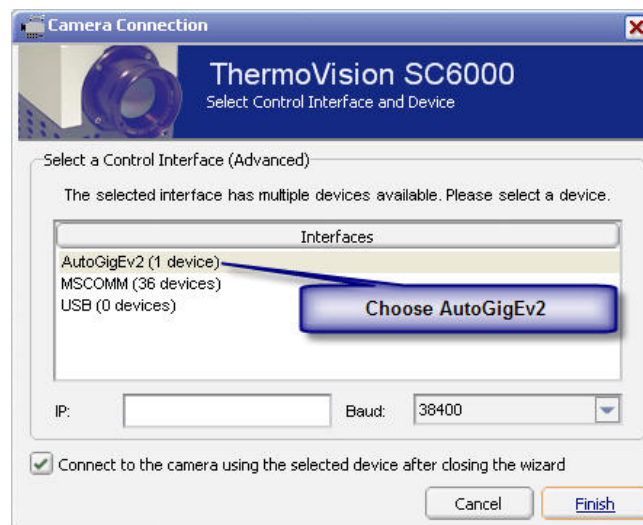 Camera Connection
ThermoVision SC6000
Select Control Interface and Device
Select a Control Interface (Advanced)
The selected interface has multiple devices available. Please select a device.
Interfaces
AutoGigEv2 (1 device)
MSCOMM (36 devices)
USB (0 devices)
Choose AutoGigEv2
IP: Baud: 38400
Connect to the camera using the selected device after closing the wizard
Cancel Finish